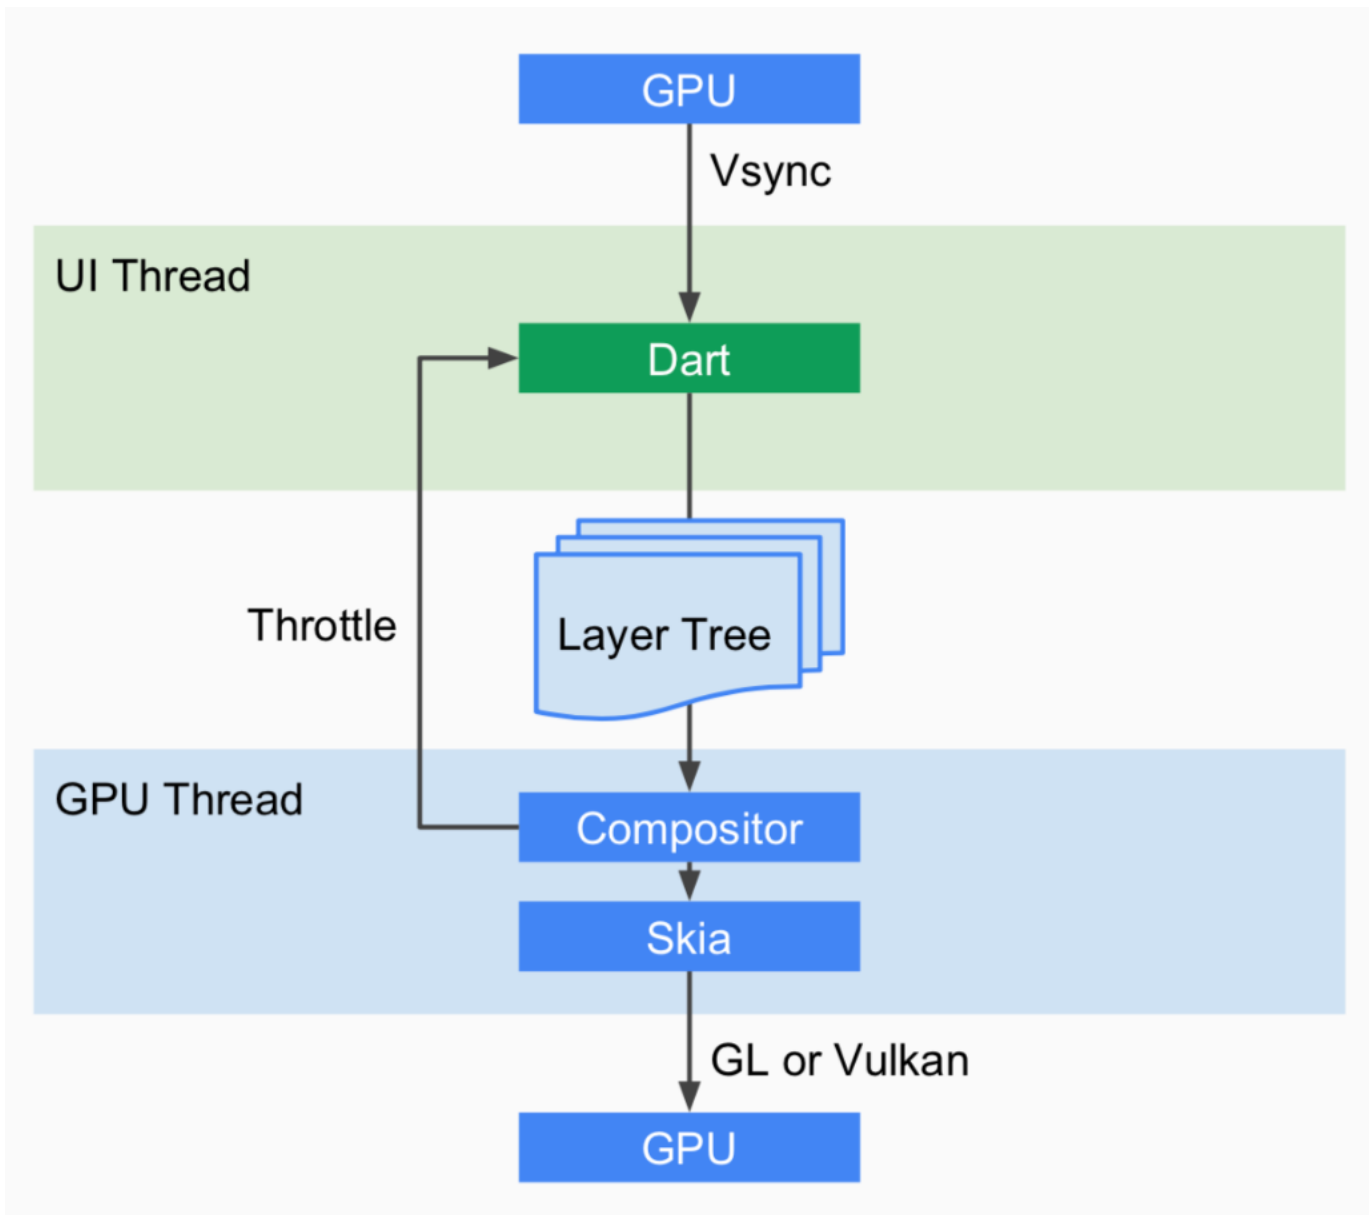 GPU
Vsync
UI Thread
Dart
Throttle
Layer Tree
GPU Thread
Compositor
Skia
GL or Vulkan
GPU